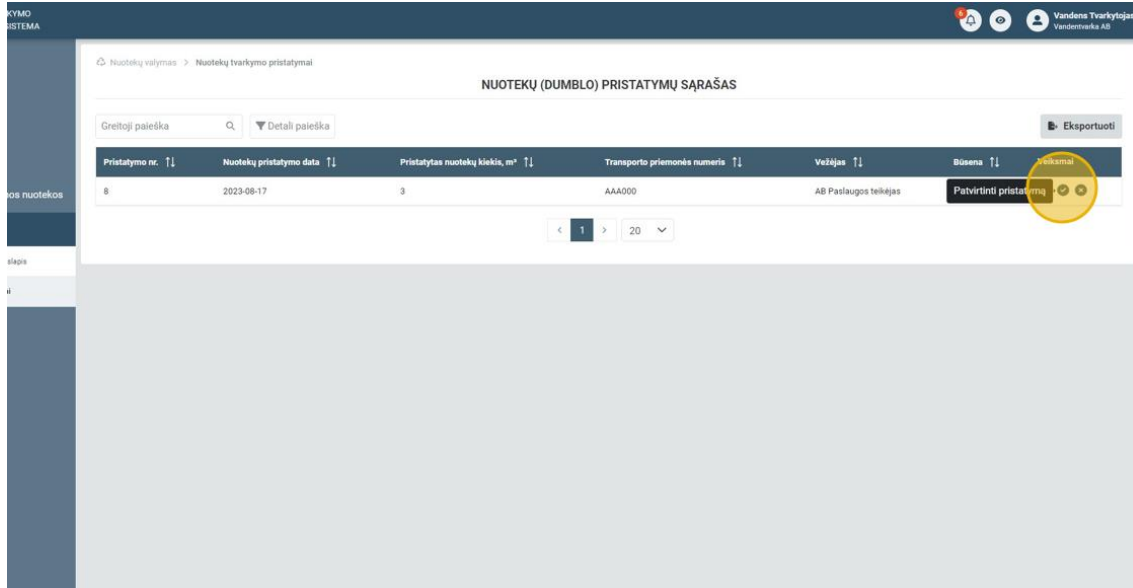 KYMO
SISTEMA
6
Vandens Tvarkytojas
Vandentvarka AB
Nuotekų valymas > Nuotekų tvarkymo pristatymai
NUOTEKŲ (DUMBLO) PRISTATYMŲ SĄRAŠAS
Greitoji paieška
Detali paieška
Eksportuoti
Pristatymo nr. Nuotekų pristatymo data Pristatytas nuotekų kiekis, m³ Transporto priemonės numeris Vežėjas Būsena Veiksmai
8 2023-08-17 3 AAA000 AB Paslaugos teikėjas Patvirtinti pristatymą
os nuotekos
< 1 > 20
slapis
ai